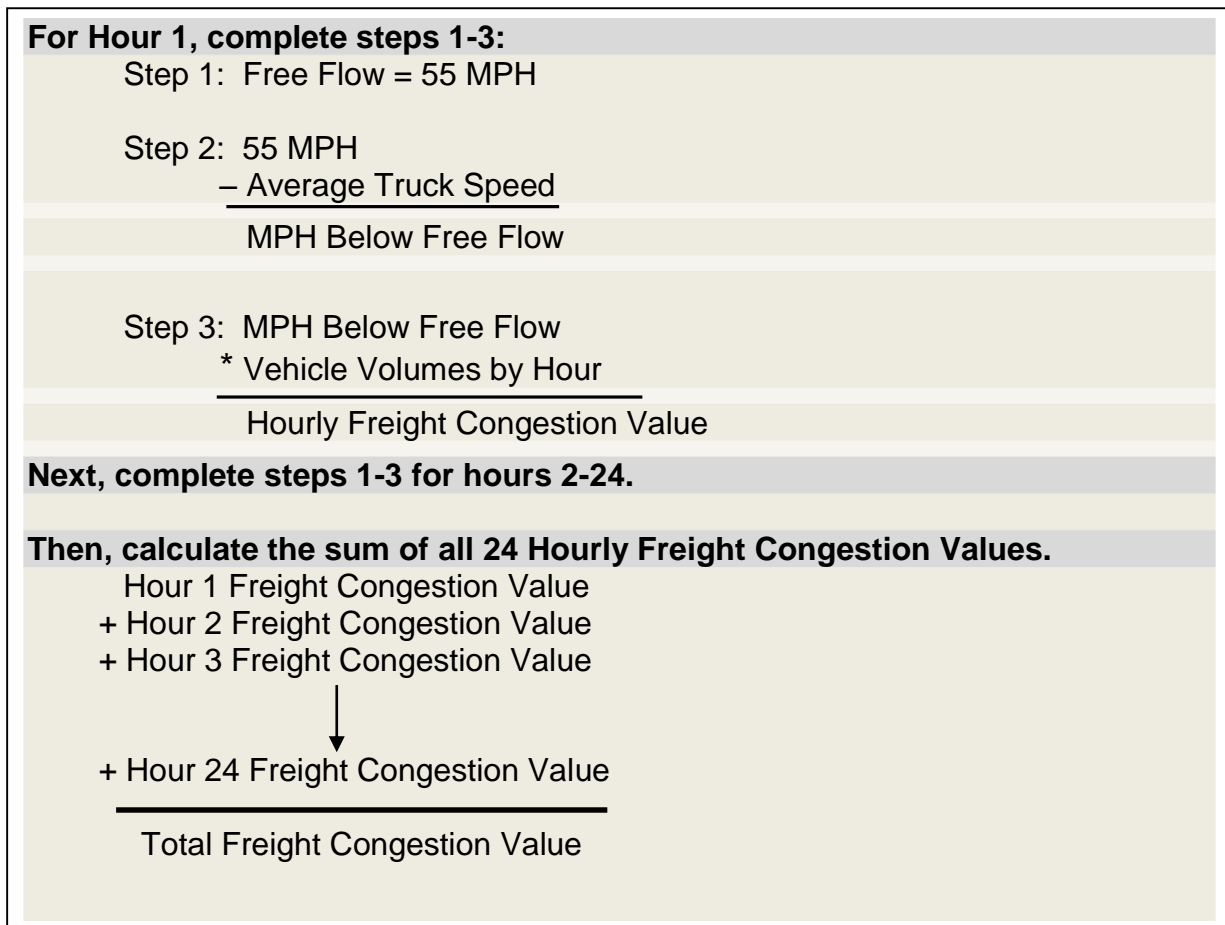 For Hour 1, complete steps 1-3:
Step 1: Free Flow = 55 MPH
Step 2: 55 MPH
– Average Truck Speed
MPH Below Free Flow
Step 3: MPH Below Free Flow
* Vehicle Volumes by Hour
Hourly Freight Congestion Value
Next, complete steps 1-3 for hours 2-24.
Then, calculate the sum of all 24 Hourly Freight Congestion Values.
Hour 1 Freight Congestion Value
+ Hour 2 Freight Congestion Value
+ Hour 3 Freight Congestion Value
+ Hour 24 Freight Congestion Value
Total Freight Congestion Value